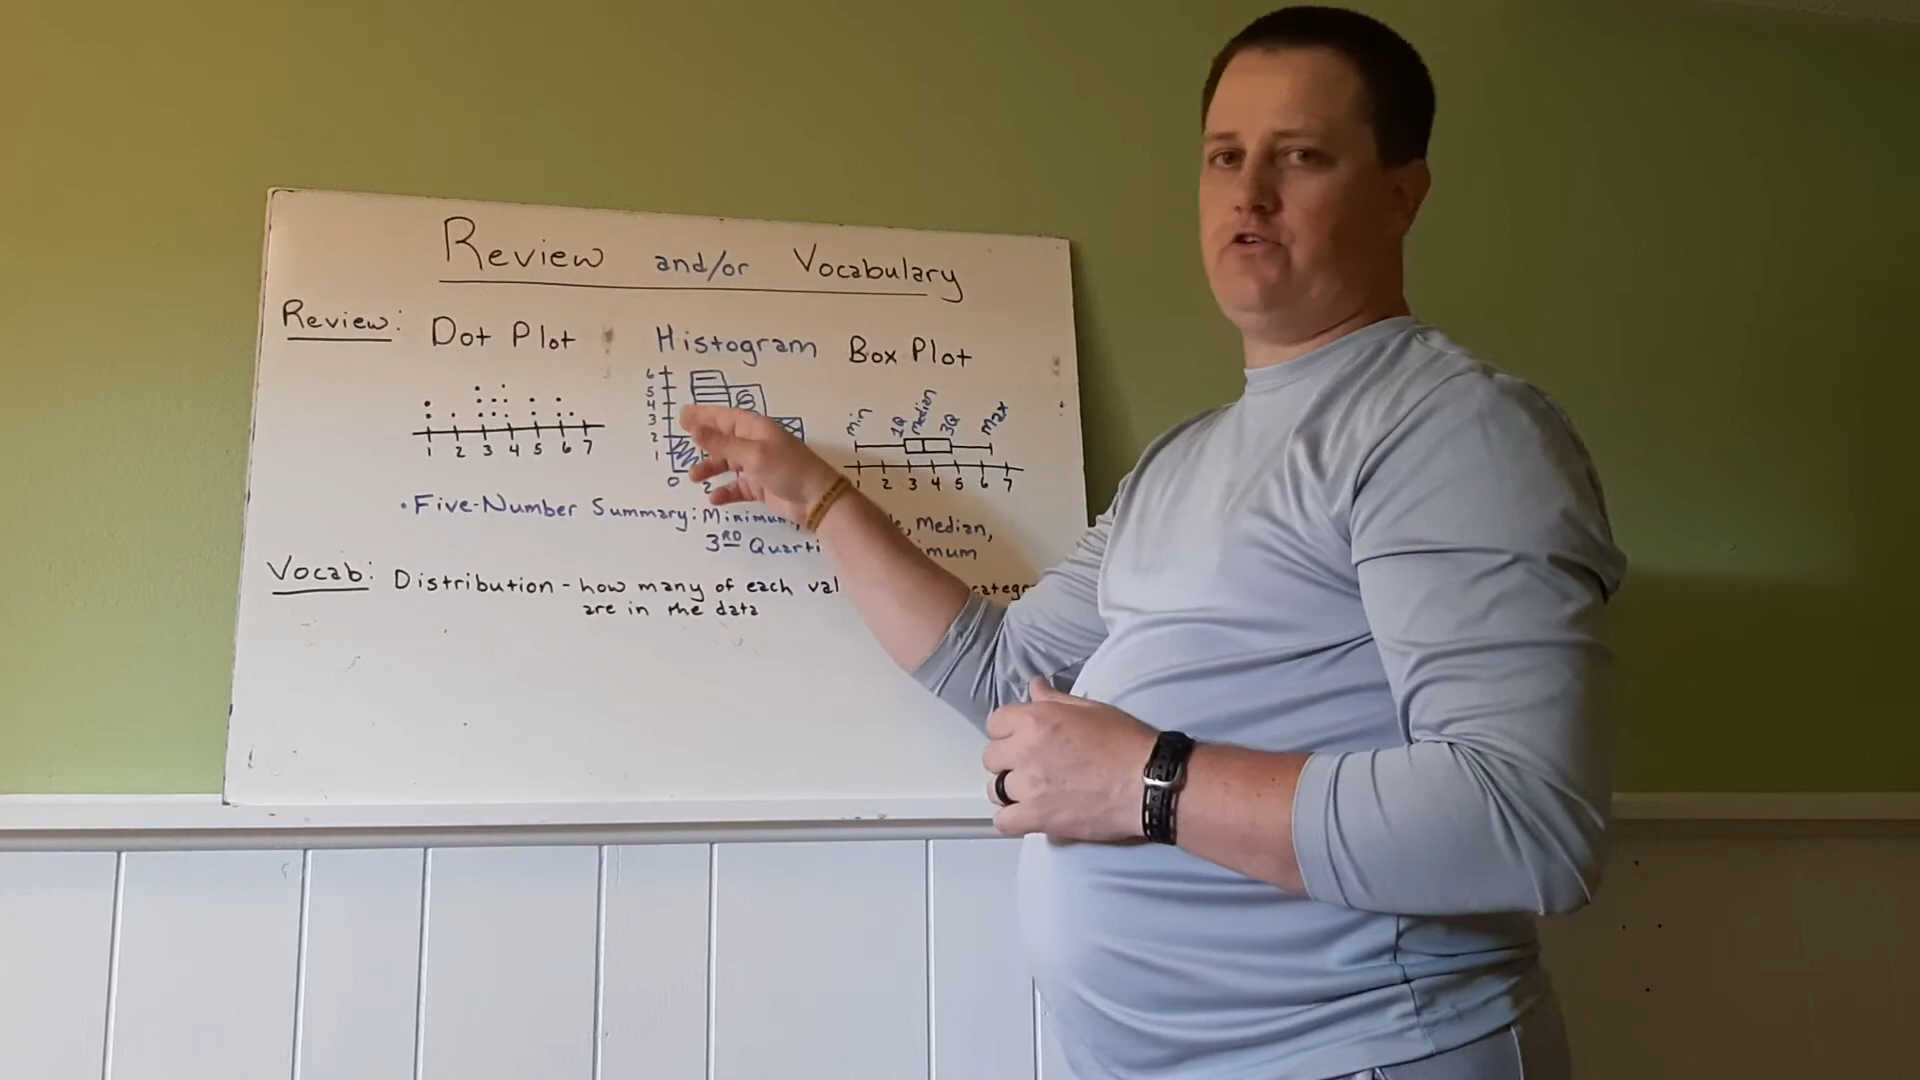 Review and/or Vocabulary
Review: Dot Plot Histogram Box Plot
6
5
4
3
2
1
0 2
1 2 3 4 5 6 7
min 1Q median 3Q max
1 2 3 4 5 6 7
• Five-Number Summary: Minimum, Median,
3RD
Vocab: Distribution - how many of each
are in the data